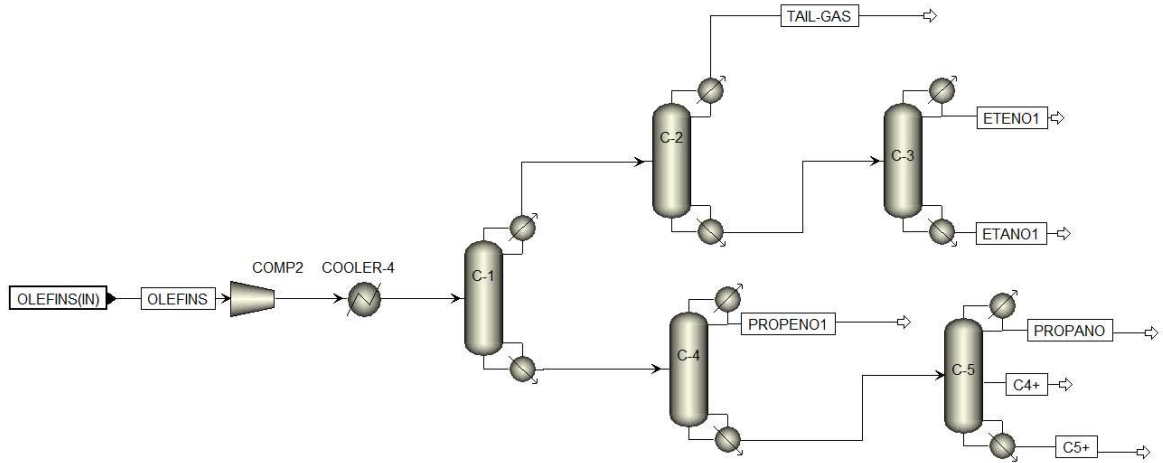 TAIL-GAS
C-2
C-3
ETENO1
ETANO1
COMP2
COOLER-4
C-1
OLEFINS(IN)
OLEFINS
C-4
PROPENO1
C-5
PROPANO
C4+
C5+